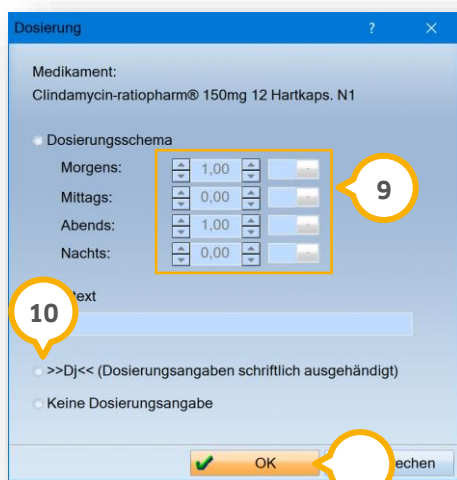 Dosierung ? ×
Medikament:
Clindamycin-ratiopharm® 150mg 12 Hartkaps. N1
Dosierungsschema
Morgens: 1,00
Mittags: 0,00
9
Abends: 1,00
Nachts: 0,00
text
10
>>Dj<< (Dosierungsangaben schriftlich ausgehändigt)
Keine Dosierungsangabe
OK echen